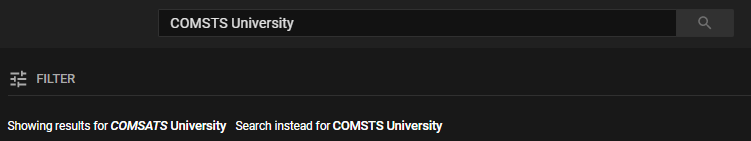 COMSTS University
FILTER
Showing results for COMSATS University Search instead for COMSTS University